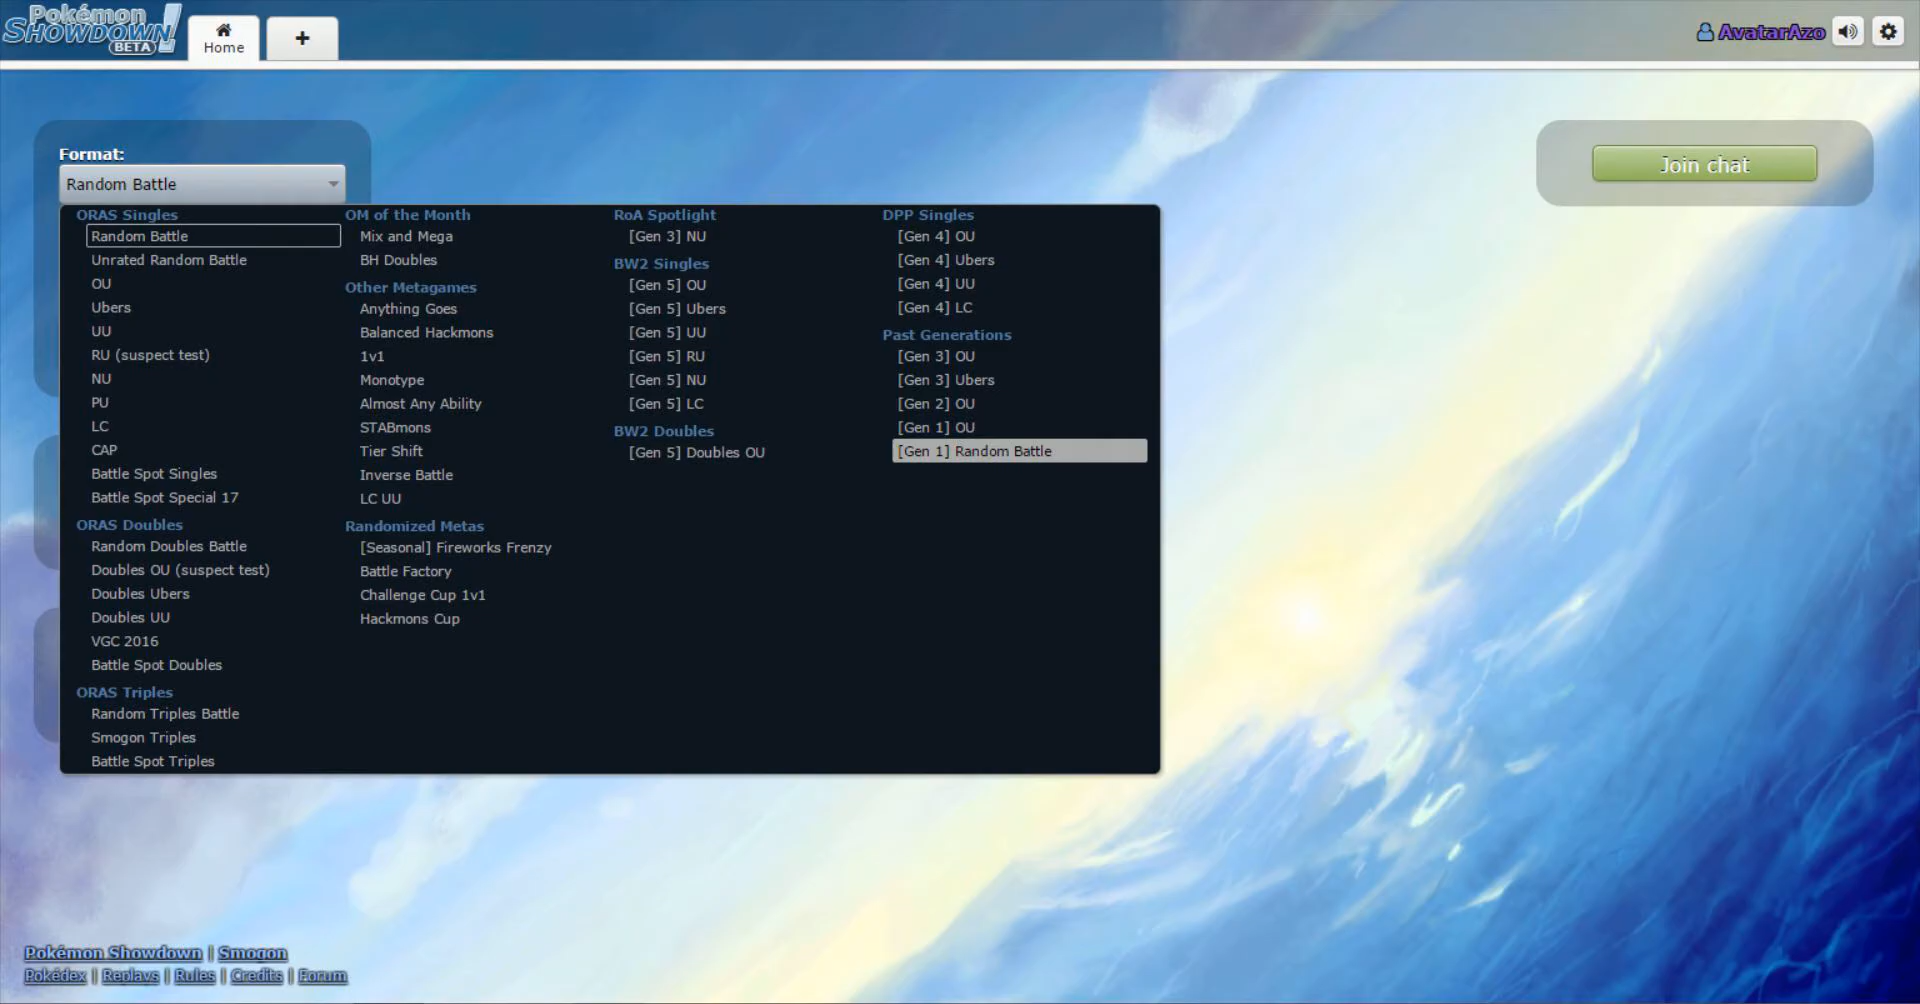 Pokémon
SHOWDOWN!
BETA
Home
+
AvatarAzo
Format:
Random Battle
Join chat
ORAS Singles
Random Battle
Unrated Random Battle
OU
Ubers
UU
RU (suspect test)
NU
PU
LC
CAP
Battle Spot Singles
Battle Spot Special 17
ORAS Doubles
Random Doubles Battle
Doubles OU (suspect test)
Doubles Ubers
Doubles UU
VGC 2016
Battle Spot Doubles
ORAS Triples
Random Triples Battle
Smogon Triples
Battle Spot Triples
OM of the Month
Mix and Mega
BH Doubles
Other Metagames
Anything Goes
Balanced Hackmons
1v1
Monotype
Almost Any Ability
STABmons
Tier Shift
Inverse Battle
LC UU
Randomized Metas
[Seasonal] Fireworks Frenzy
Battle Factory
Challenge Cup 1v1
Hackmons Cup
RoA Spotlight
[Gen 3] NU
BW2 Singles
[Gen 5] OU
[Gen 5] Ubers
[Gen 5] UU
[Gen 5] RU
[Gen 5] NU
[Gen 5] LC
BW2 Doubles
[Gen 5] Doubles OU
DPP Singles
[Gen 4] OU
[Gen 4] Ubers
[Gen 4] UU
[Gen 4] LC
Past Generations
[Gen 3] OU
[Gen 3] Ubers
[Gen 2] OU
[Gen 1] OU
[Gen 1] Random Battle
Pokémon Showdown | Smogon
Pokédex | Replays | Rules | Credits | Forum